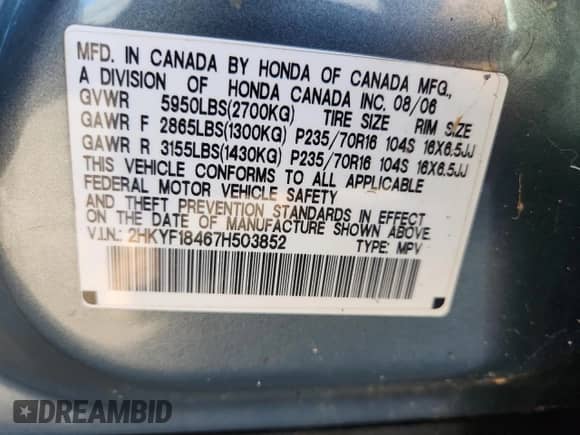 MFD. IN CANADA BY HONDA OF CANADA MFG.,
A DIVISION OF HONDA CANADA INC. 08/06
GVWR 5950LBS(2700KG) TIRE SIZE RIM SIZE
GAWR F 2865LBS(1300KG) P235/70R16 104S 16X6.5JJ
GAWR R 3155LBS(1430KG) P235/70R16 104S 16X6.5JJ
THIS VEHICLE CONFORMS TO ALL APPLICABLE
FEDERAL MOTOR VEHICLE SAFETY
AND THEFT PREVENTION STANDARDS IN EFFECT
ON THE DATE OF MANUFACTURE SHOWN ABOVE.
V.I.N.: 2HKYF18467H503852 TYPE: MPV
DREAMBID